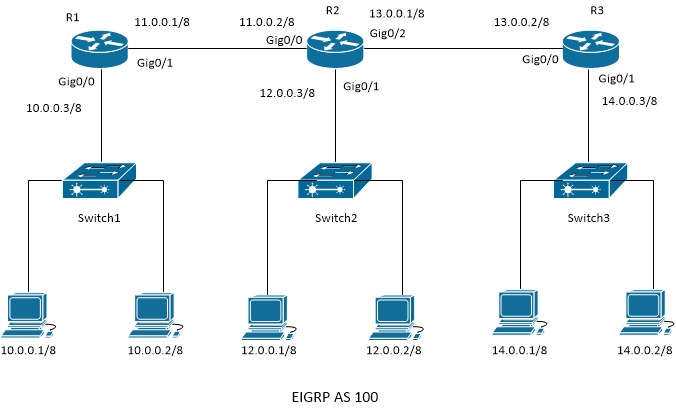 R1
11.0.0.1/8
11.0.0.2/8
R2
13.0.0.1/8
13.0.0.2/8
R3
Gig0/0
Gig0/2
Gig0/1
Gig0/0
Gig0/0
Gig0/1
Gig0/1
10.0.0.3/8
12.0.0.3/8
14.0.0.3/8
Switch1
Switch2
Switch3
10.0.0.1/8
10.0.0.2/8
12.0.0.1/8
12.0.0.2/8
14.0.0.1/8
14.0.0.2/8
EIGRP AS 100